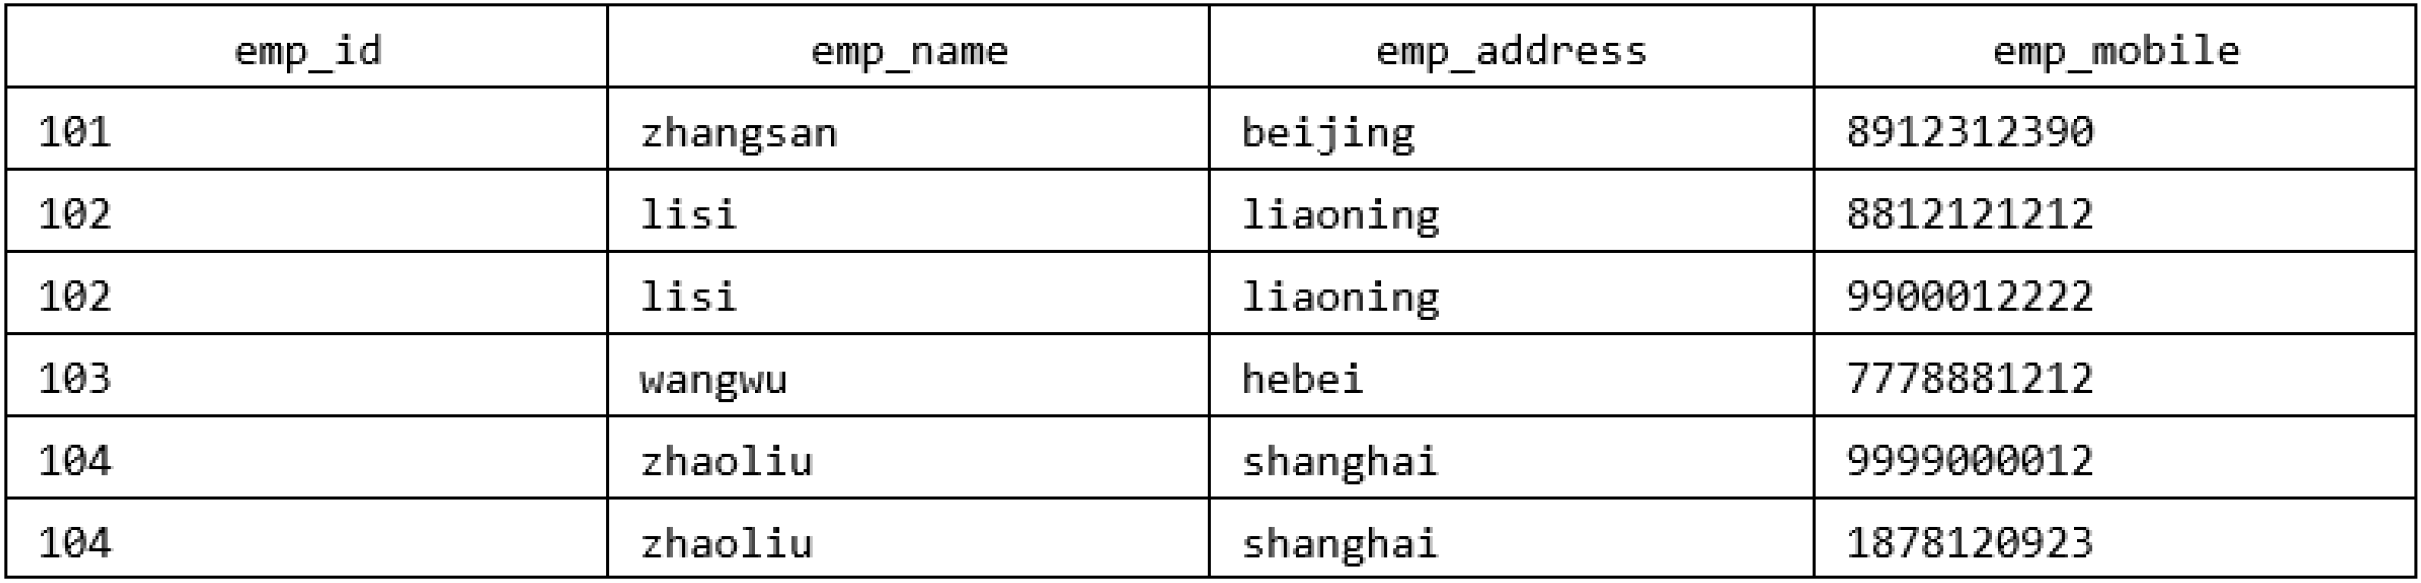 emp_id emp_name emp_address emp_mobile
101 zhangsan beijing 8912312390
102 lisi liaoning 8812121212
102 lisi liaoning 9900012222
103 wangwu hebei 7778881212
104 zhaoliu shanghai 9999000012
104 zhaoliu shanghai 1878120923